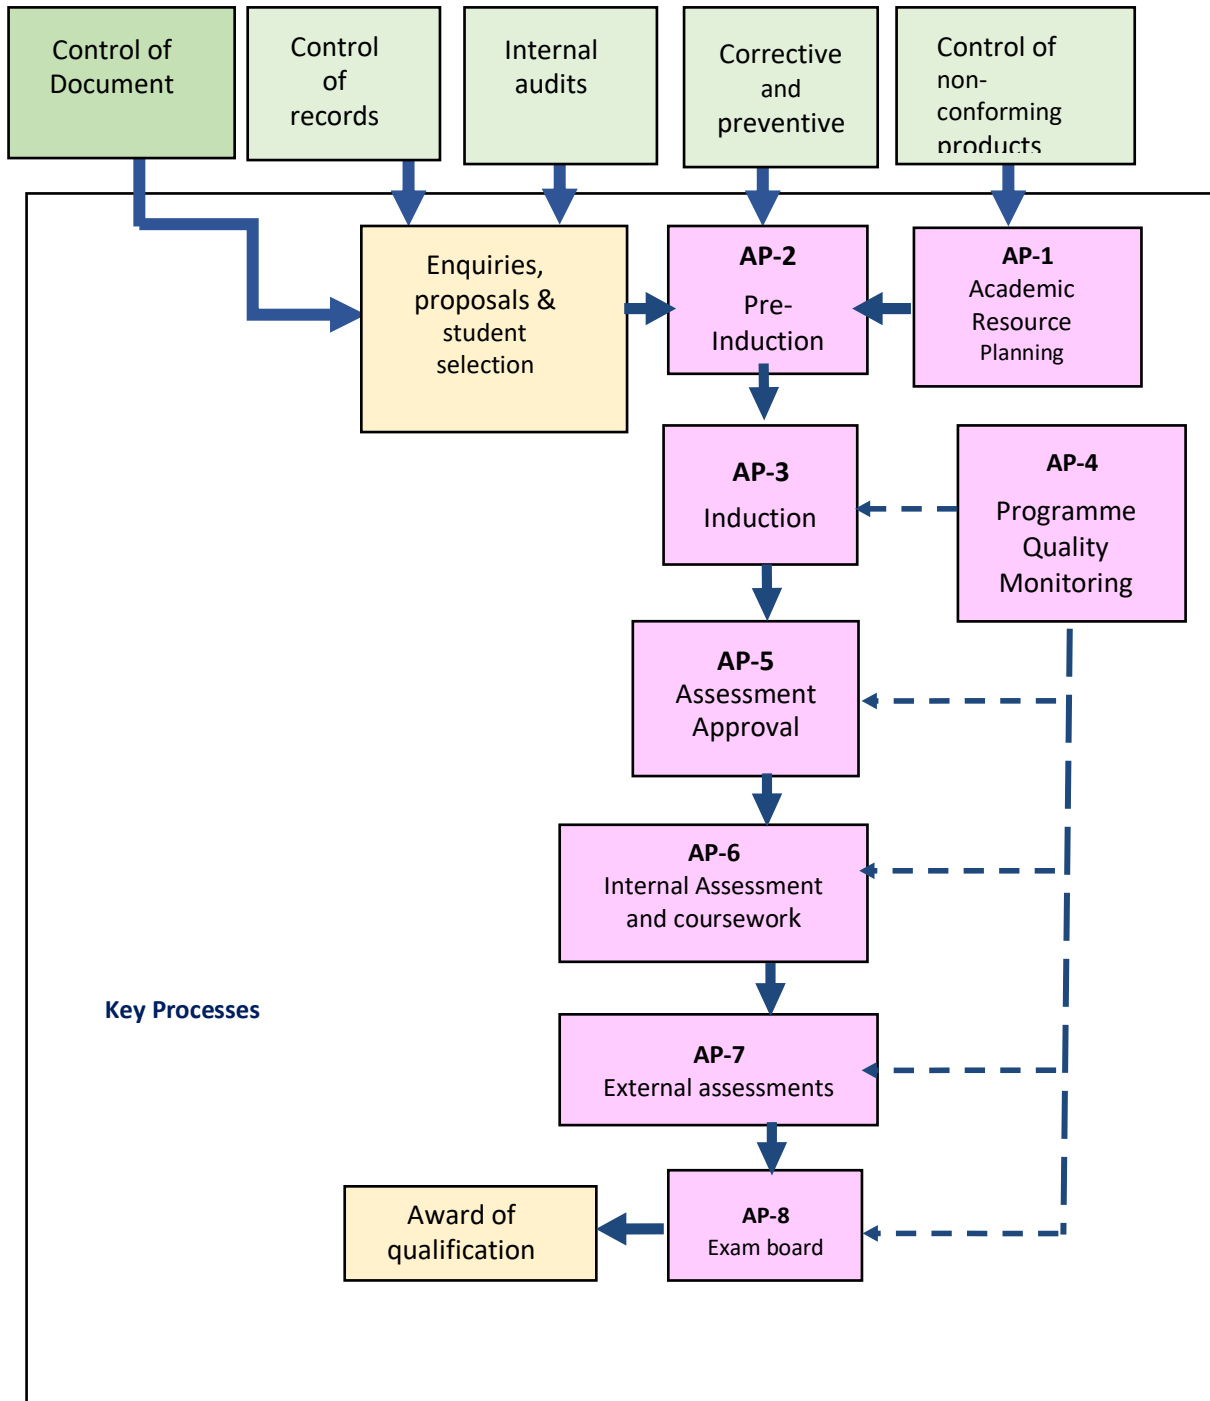 Control of
Document
Control
of
records
Internal
audits
Corrective
and
preventive
Control of
non-
conforming
products
Enquiries,
proposals &
student
selection
AP-2
Pre-
Induction
AP-1
Academic
Resource
Planning
AP-3
Induction
AP-4
Programme
Quality
Monitoring
AP-5
Assessment
Approval
AP-6
Internal Assessment
and coursework
Key Processes
AP-7
External assessments
Award of
qualification
AP-8
Exam board